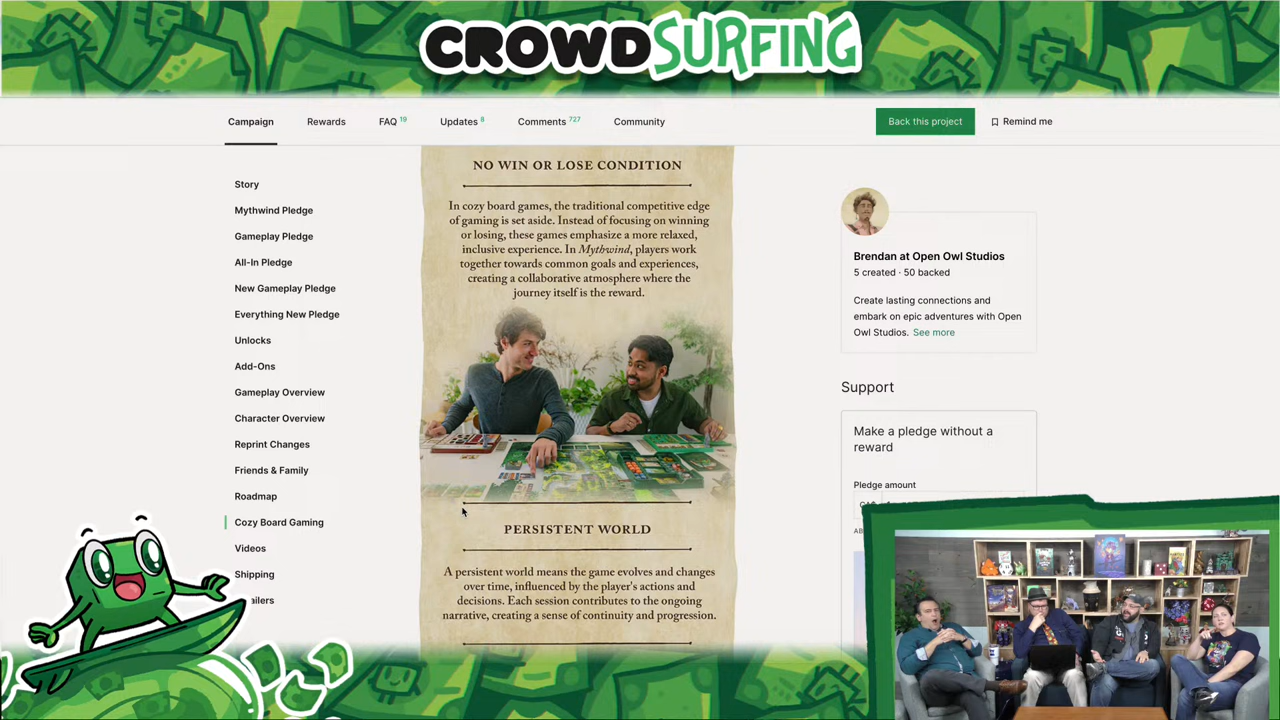 CROWDSURFING
Campaign
Rewards
FAQ 19
Updates 8
Comments 727
Community
Back this project
Remind me
Story
Mythwind Pledge
Gameplay Pledge
All-In Pledge
New Gameplay Pledge
Everything New Pledge
Unlocks
Add-Ons
Gameplay Overview
Character Overview
Reprint Changes
Friends & Family
Roadmap
Cozy Board Gaming
Videos
Shipping
NO WIN OR LOSE CONDITION
In cozy board games, the traditional competitive edge
of gaming is set aside. Instead of focusing on winning
or losing, these games emphasize a more relaxed,
inclusive experience. In Mythwind, players work
together towards common goals and experiences,
creating a collaborative atmosphere where the
journey itself is the reward.
PERSISTENT WORLD
A persistent world means the game evolves and changes
over time, influenced by the player's actions and
decisions. Each session contributes to the ongoing
narrative, creating a sense of continuity and progression.
Brendan at Open Owl Studios
5 created · 50 backed
Create lasting connections and
embark on epic adventures with Open
Owl Studios. See more
Support
Make a pledge without a
reward
Pledge amount